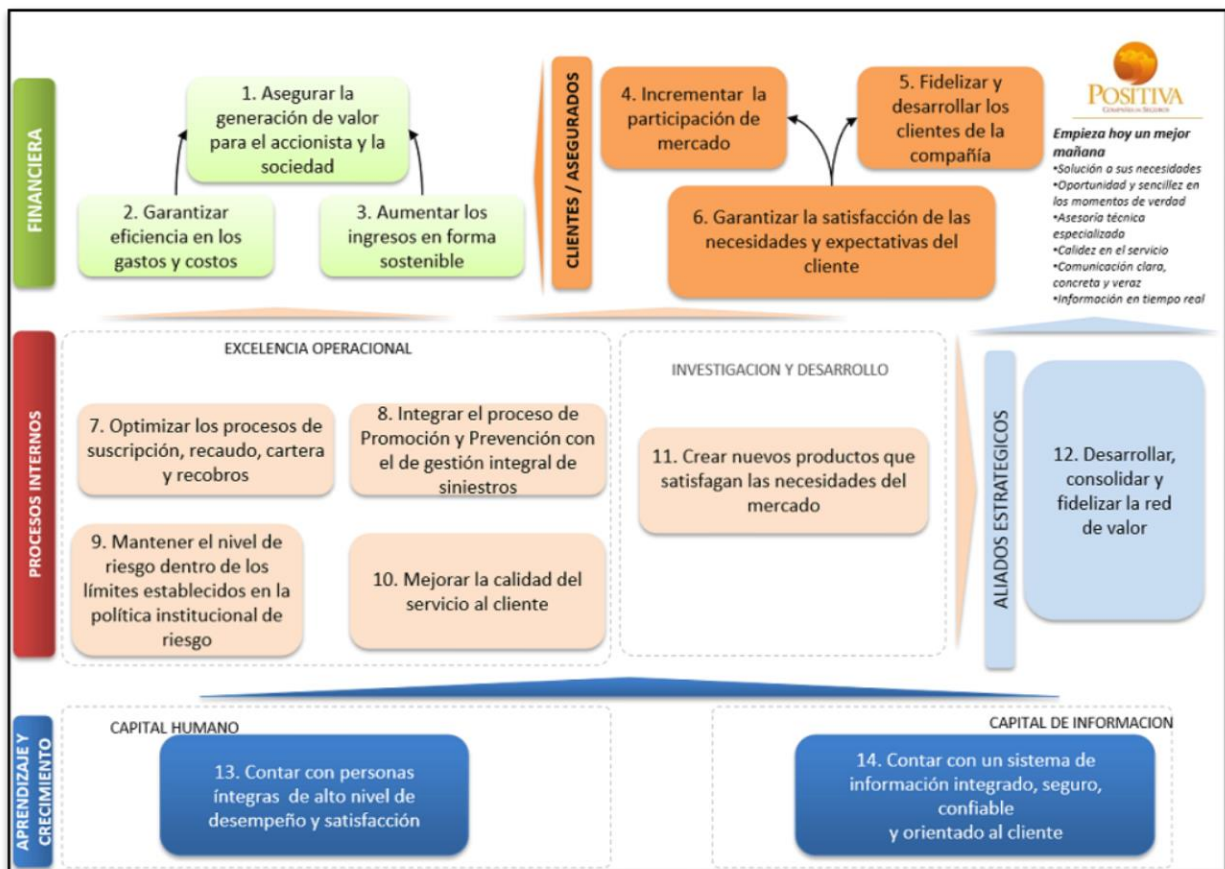 FINANCIERA
1. Asegurar la
generación de valor
para el accionista y la
sociedad
2. Garantizar
eficiencia en los
gastos y costos
3. Aumentar los
ingresos en forma
sostenible
CLIENTES / ASEGURADOS
4. Incrementar la
participación de
mercado
5. Fidelizar y
desarrollar los
clientes de la
compañía
6. Garantizar la satisfacción de las
necesidades y expectativas del
cliente
POSITIVA
COMPAÑÍA DE SEGUROS
Empieza hoy un mejor
mañana
•Solución a sus necesidades
•Oportunidad y sencillez en
los momentos de verdad
•Asesoría técnica
especializada
•Calidez en el servicio
•Comunicación clara,
concreta y veraz
•Información en tiempo real
PROCESOS INTERNOS
EXCELENCIA OPERACIONAL
7. Optimizar los procesos de
suscripción, recaudo, cartera
y recobros
8. Integrar el proceso de
Promoción y Prevención con
el de gestión integral de
siniestros
9. Mantener el nivel de
riesgo dentro de los
límites establecidos en la
política institucional de
riesgo
10. Mejorar la calidad del
servicio al cliente
INVESTIGACION Y DESARROLLO
11. Crear nuevos productos que
satisfagan las necesidades del
mercado
ALIADOS ESTRATEGICOS
12. Desarrollar,
consolidar y
fidelizar la red
de valor
APRENDIZAJE Y
CRECIMIENTO
CAPITAL HUMANO
13. Contar con personas
íntegras de alto nivel de
desempeño y satisfacción
CAPITAL DE INFORMACION
14. Contar con un sistema de
información integrado, seguro,
confiable
y orientado al cliente